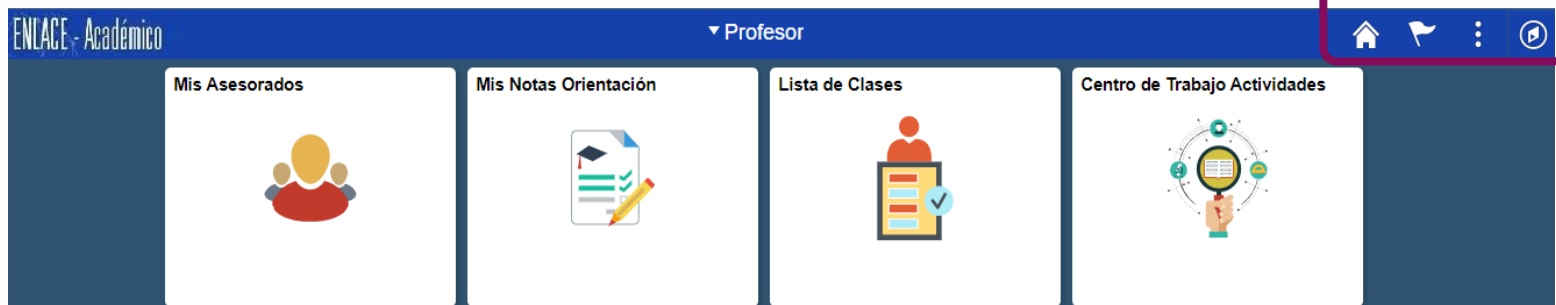 ENLACE - Académico
Profesor
Mis Asesorados
Mis Notas Orientación
Lista de Clases
Centro de Trabajo Actividades